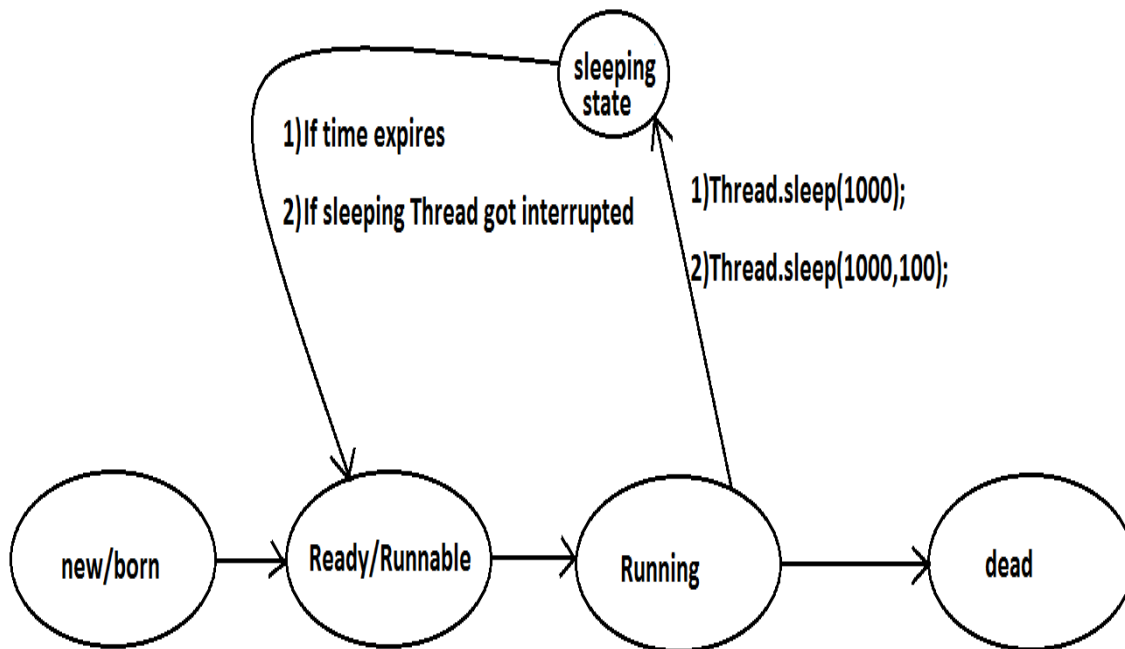 sleeping
state
1)If time expires
2)If sleeping Thread got interrupted
1)Thread.sleep(1000);
2)Thread.sleep(1000,100);
new/born
Ready/Runnable
Running
dead